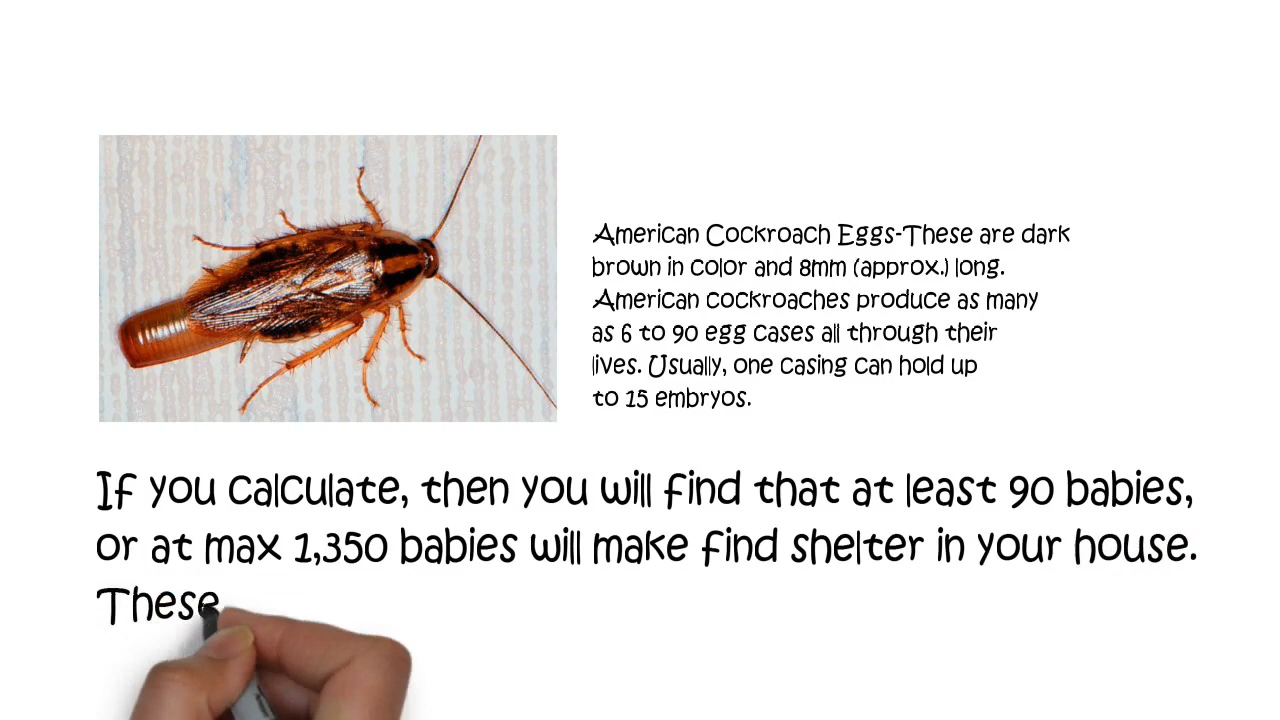 American Cockroach Eggs-These are dark
brown in color and 8mm (approx.) long.
American cockroaches produce as many
as 6 to 90 egg cases all through their
lives. Usually, one casing can hold up
to 15 embryos.
If you calculate, then you will find that at least 90 babies,
or at max 1,350 babies will make find shelter in your house.
These